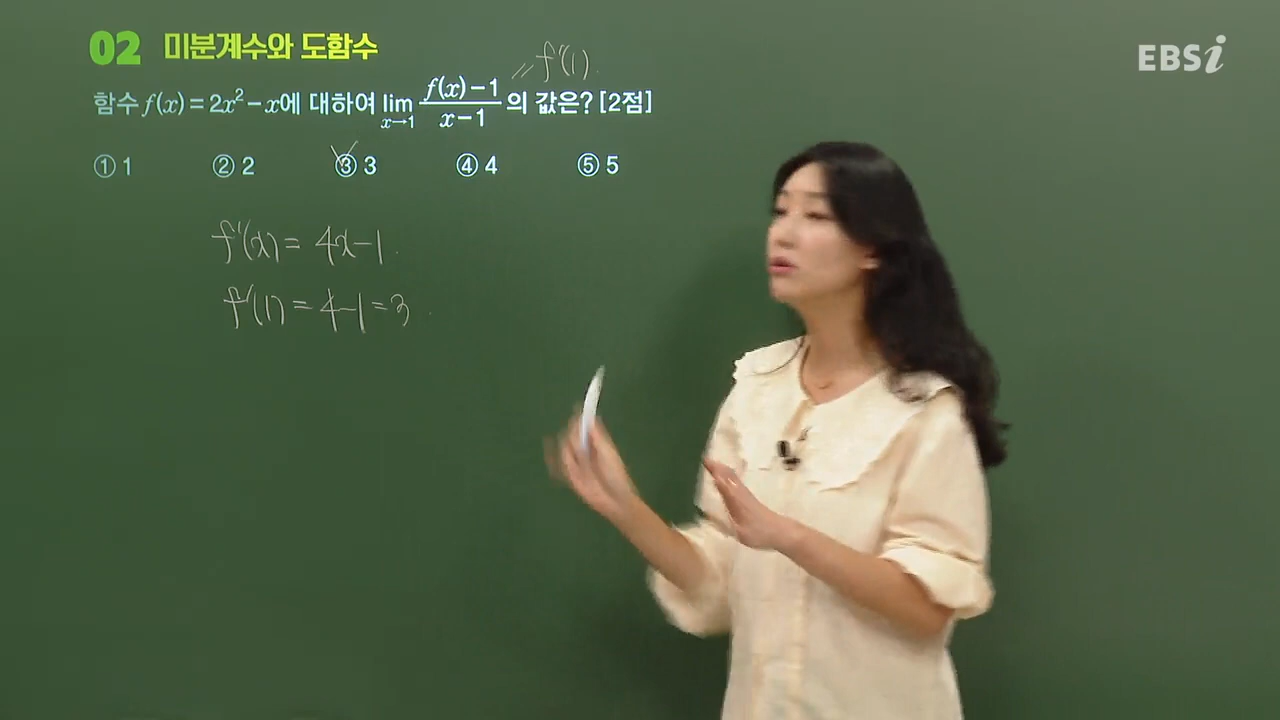 02 미분계수와 도함수
EBSi
= f'(1).
함수 f(x)=2x²-x에 대하여 lim x→1 f(x)-1 / x-1 의 값은? [2점]
① 1 ② 2 ③ 3 ④ 4 ⑤ 5
f'(x) = 4x-1.
f'(1) = 4-1=3.